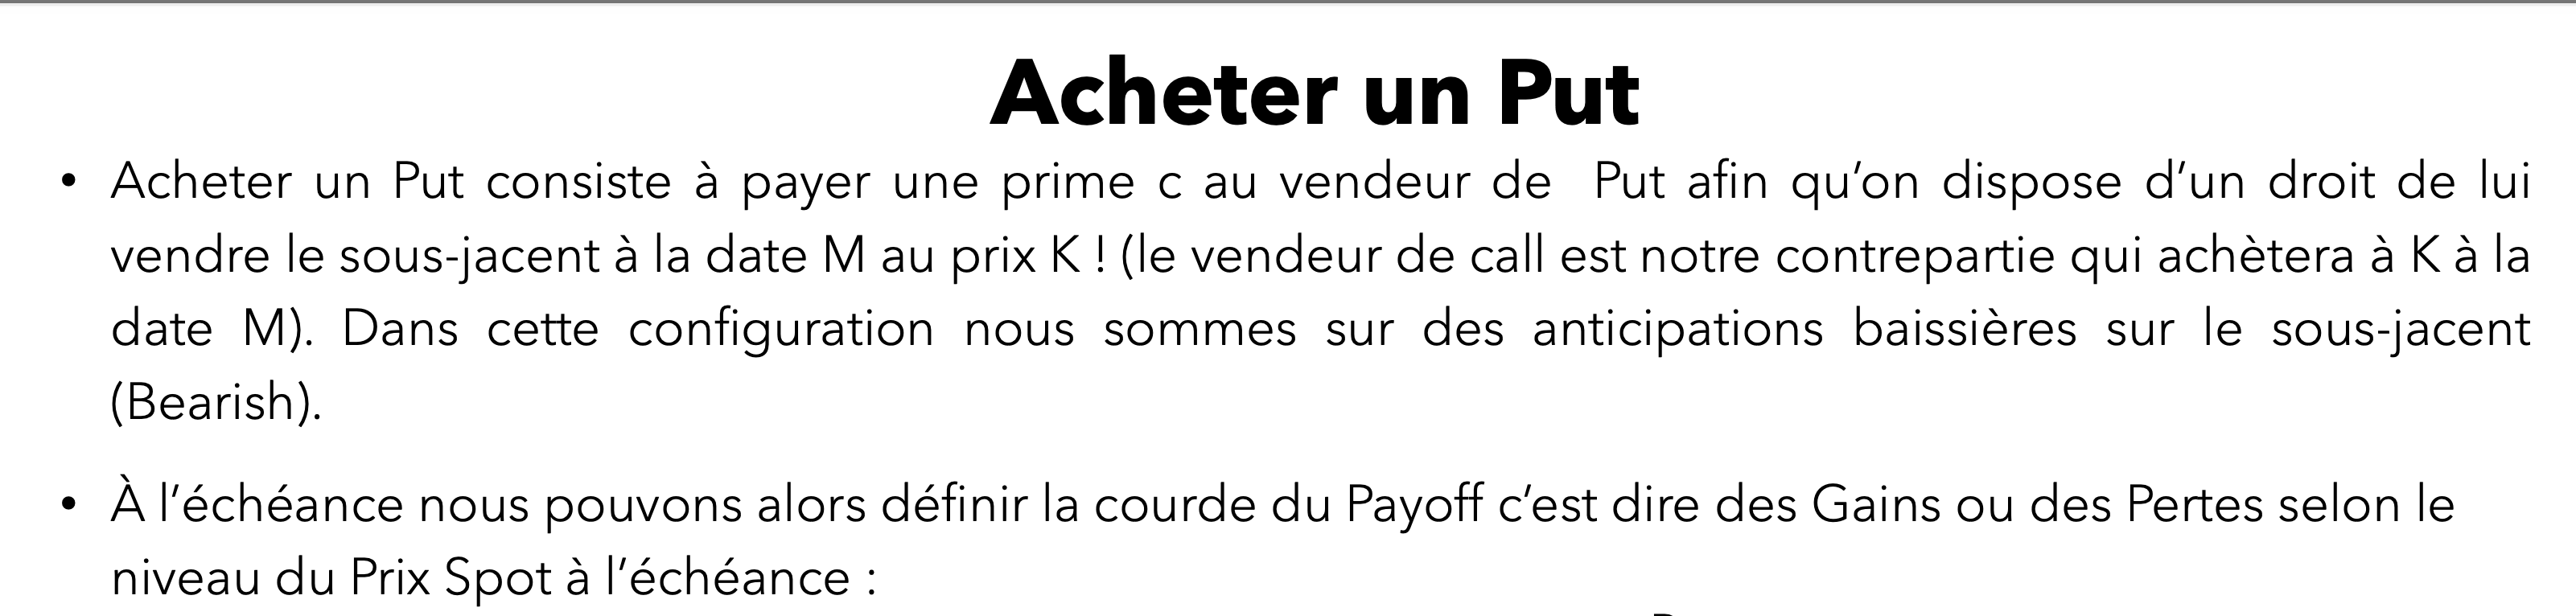 Acheter un Put
• Acheter un Put consiste à payer une prime c au vendeur de  Put afin qu’on dispose d’un droit de lui
vendre le sous-jacent à la date M au prix K ! (le vendeur de call est notre contrepartie qui achètera à K à la
date M). Dans cette configuration nous sommes sur des anticipations baissières sur le sous-jacent
(Bearish).
• À l’échéance nous pouvons alors définir la courde du Payoff c’est dire des Gains ou des Pertes selon le
niveau du Prix Spot à l’échéance :